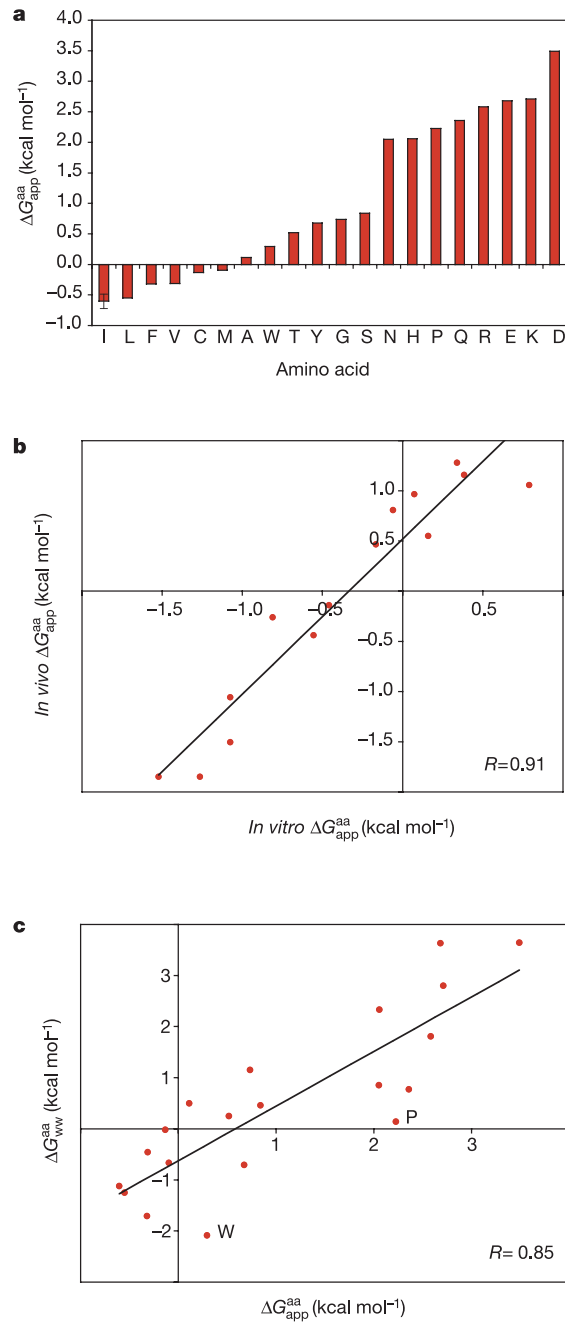 a
4.0
3.5
3.0
2.5
2.0
1.5
1.0
0.5
0.0
−0.5
−1.0
ΔG^aa_app (kcal mol⁻¹)
I L F V C M A W T Y G S N H P Q R E K D
Amino acid
b
1.0
0.5
−1.5 −1.0 −0.5 0.5
−0.5
−1.0
−1.5
In vivo ΔG^aa_app (kcal mol⁻¹)
R=0.91
In vitro ΔG^aa_app (kcal mol⁻¹)
c
3
2
1
1 2 3
−1
−2
ΔG^aa_ww (kcal mol⁻¹)
P
W
R= 0.85
ΔG^aa_app (kcal mol⁻¹)